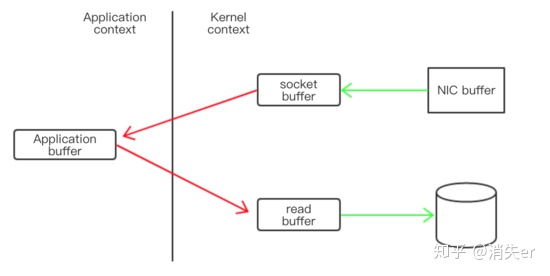 Application
context
Kernel
context
socket
buffer
NIC buffer
Application
buffer
read
buffer
知乎 @消失er